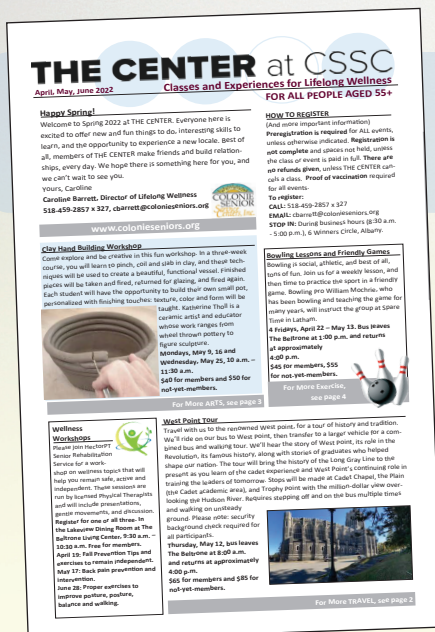 THE CENTER at CSSC
April, May, June 2022
Classes and Experiences for Lifelong Wellness
FOR ALL PEOPLE AGED 55+
Happy Spring!
Welcome to Spring 2022 at THE CENTER. Everyone here is
excited to offer new and fun things to do, interesting skills to
learn, and the opportunity to experience a new locale. Best of
all, members of THE CENTER make friends and build relation-
ships, every day. We hope there is something here for you, and
we can't wait to see you.
yours, Caroline
Caroline Barrett, Director of Lifelong Wellness
518-459-2857 x 327, cbarrett@colonieseniors.org
COLONIE
SENIOR
Service
Centers, Inc.
www.colonieseniors.org
HOW TO REGISTER
(And more important information)
Preregistration is required for ALL events,
unless otherwise indicated. Registration is
not complete and spaces not held, unless
the class or event is paid in full. There are
no refunds given, unless THE CENTER can-
cels a class. Proof of vaccination required
for all events.
To register:
CALL: 518-459-2857 x 327
EMAIL: cbarrett@colonieseniors.org
STOP IN: During business hours (8:30 a.m.
- 5:00 p.m.), 6 Winners Circle, Albany.
Clay Hand Building Workshop
Come explore and be creative in this fun workshop. In a three-week
course, you will learn to pinch, coil and slab in clay, and these tech-
niques will be used to create a beautiful, functional vessel. Finished
pieces will be taken and fired, returned for glazing, and fired again.
Each student will have the opportunity to build their own small pot,
personalized with finishing touches: texture, color and form will be
taught. Katherine Tholl is a
ceramic artist and educator
whose work ranges from
wheel thrown pottery to
figure sculpture.
Mondays, May 9, 16 and
Wednesday, May 25, 10 a.m. –
11:30 a.m.
$40 for members and $50 for
not-yet-members.
For More ARTS, see page 3
Bowling Lessons and Friendly Games
Bowling is social, athletic, and best of all,
tons of fun. Join us for a weekly lesson, and
then time to practice the sport in a friendly
game. Bowling pro William Mochrie, who
has been bowling and teaching the game for
many years, will instruct the group at Spare
Time in Latham.
4 Fridays, April 22 – May 13. Bus leaves
The Beltrone at 1:00 p.m. and returns
at approximately
4:00 p.m.
$45 for members, $55
for not-yet-members.
For More Exercise,
see page 4
Wellness
Workshops
Please join HectorPT
Senior Rehabilitation
Service for a work-
shop on wellness topics that will
help you remain safe, active and
independent. These sessions are
run by licensed Physical Therapists
and will include presentations,
gentle movements, and discussion.
Register for one or all three. In
the Lakeview Dining Room at The
Beltrone Living Center, 9:30 a.m. –
10:30 a.m. Free for members.
April 19: Fall Prevention Tips and
exercises to remain independent.
May 17: Back pain prevention and
intervention.
June 28: Proper exercises to
improve posture, posture,
balance and walking.
West Point Tour
Travel with us to the renowned West point, for a tour of history and tradition.
We'll ride on our bus to West Point, then transfer to a larger vehicle for a com-
bined bus and walking tour. We'll hear the story of West Point, its role in the
Revolution, its famous history, along with stories of graduates who helped
shape our nation. The tour will bring the history of the Long Gray Line to the
present as you learn of the cadet experience and West Point's continuing role in
training the leaders of tomorrow. Stops will be made at Cadet Chapel, the Plain
(the Cadet academic area), and Trophy point with the million-dollar view over-
looking the Hudson River. Requires stepping off and on the bus multiple times
and walking on unsteady
ground. Please note: security
background check required for
all participants.
Thursday, May 12, bus leaves
The Beltrone at 8:00 a.m.
and returns at approximately
4:00 p.m.
$65 for members and $85 for
not-yet-members.
For More TRAVEL, see page 2